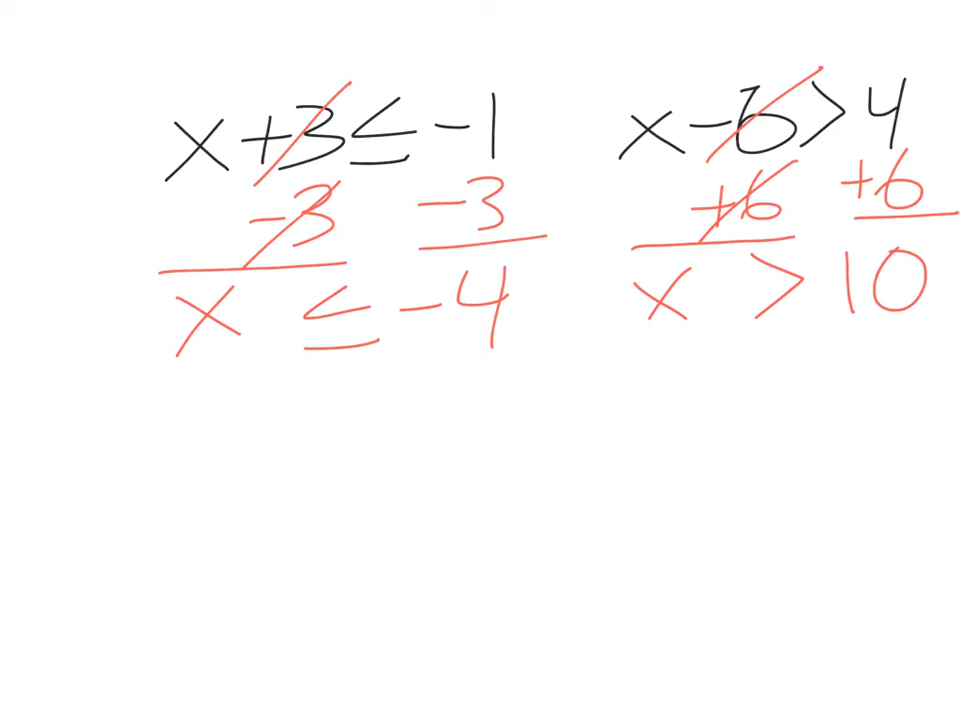 x + 3 ≤ -1
-3 -3
x ≤ -4
x - 6 > 4
+6 +6
x > 10